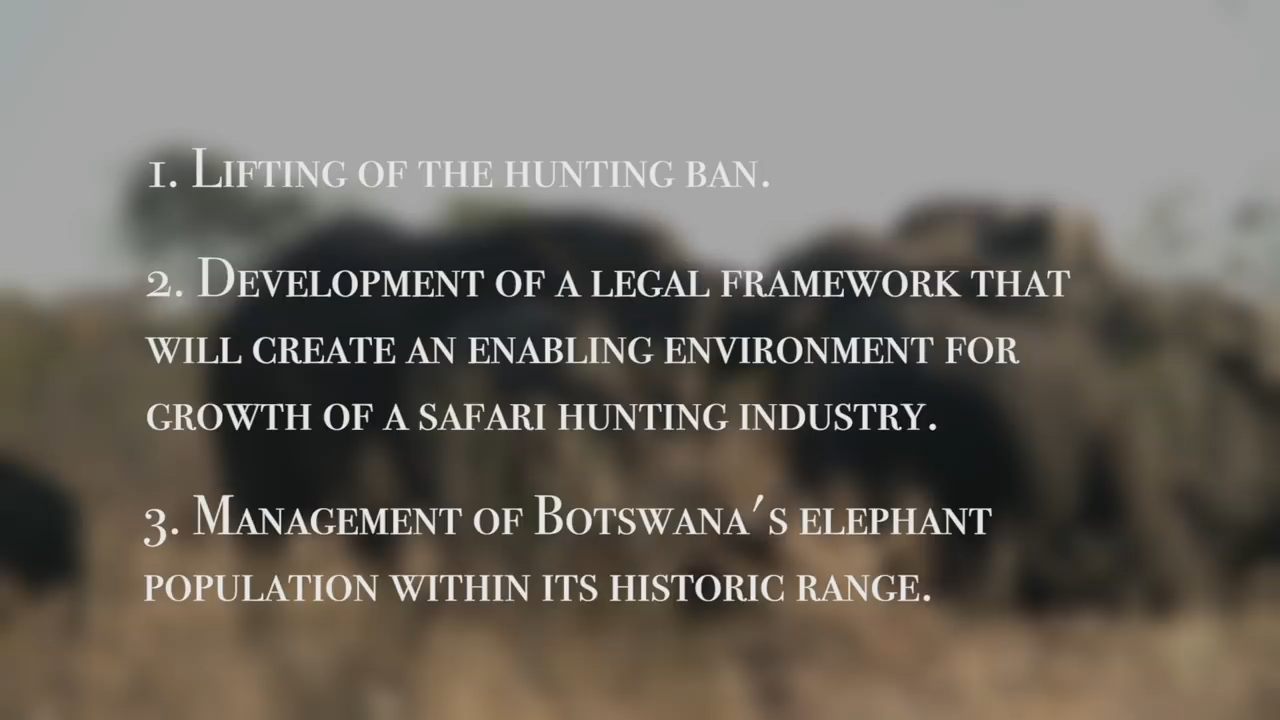 1. Lifting of the hunting ban.
2. Development of a legal framework that
will create an enabling environment for
growth of a safari hunting industry.
3. Management of Botswana's elephant
population within its historic range.